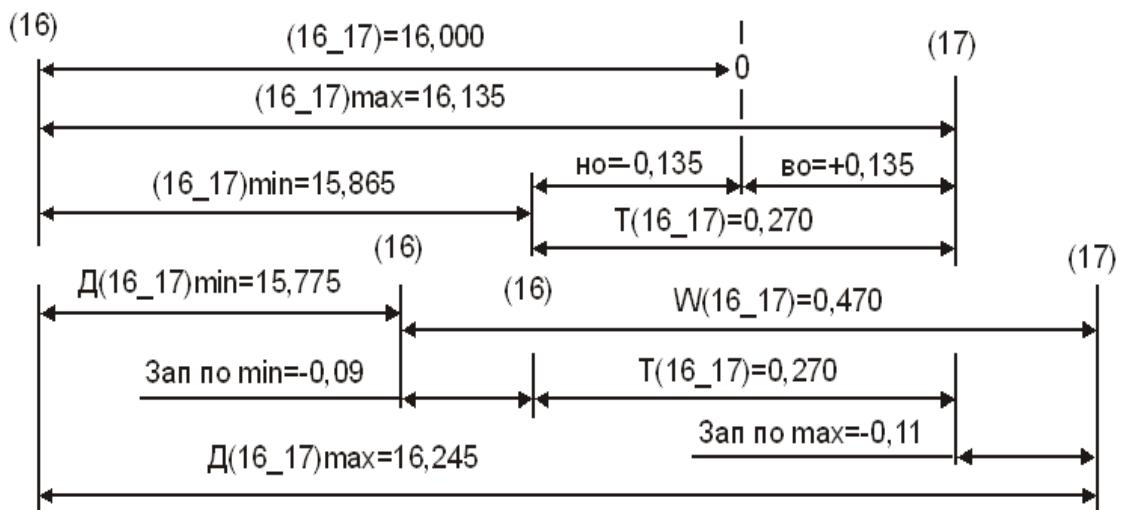 (16)
(16_17)=16,000
(17)
0
(16_17)max=16,135
но=-0,135
во=+0,135
(16_17)min=15,865
T(16_17)=0,270
(16)
(17)
Д(16_17)min=15,775
(16)
W(16_17)=0,470
Зап по min=-0,09
T(16_17)=0,270
Зап по max=-0,11
Д(16_17)max=16,245